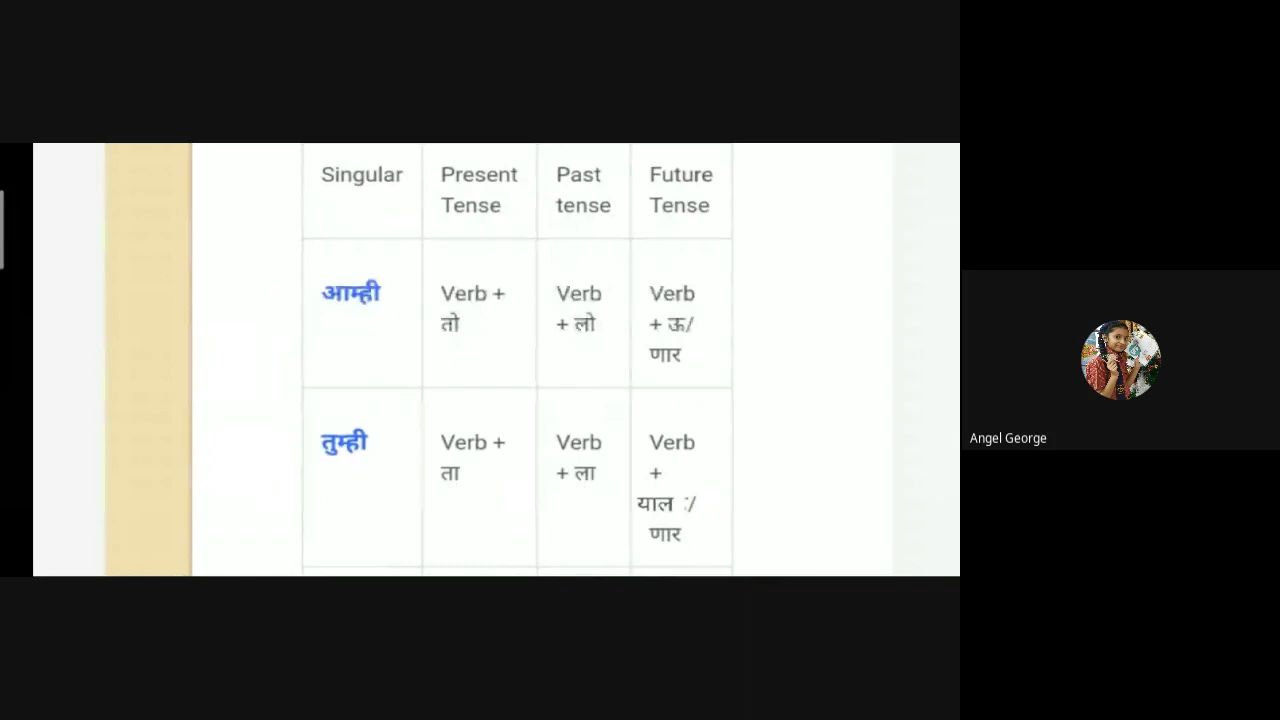 Singular Present Tense Past tense Future Tense
आम्ही Verb + तो Verb + लो Verb + ऊ/ णार
तुम्ही Verb + ता Verb + ला Verb + याल :/ णार
Angel George